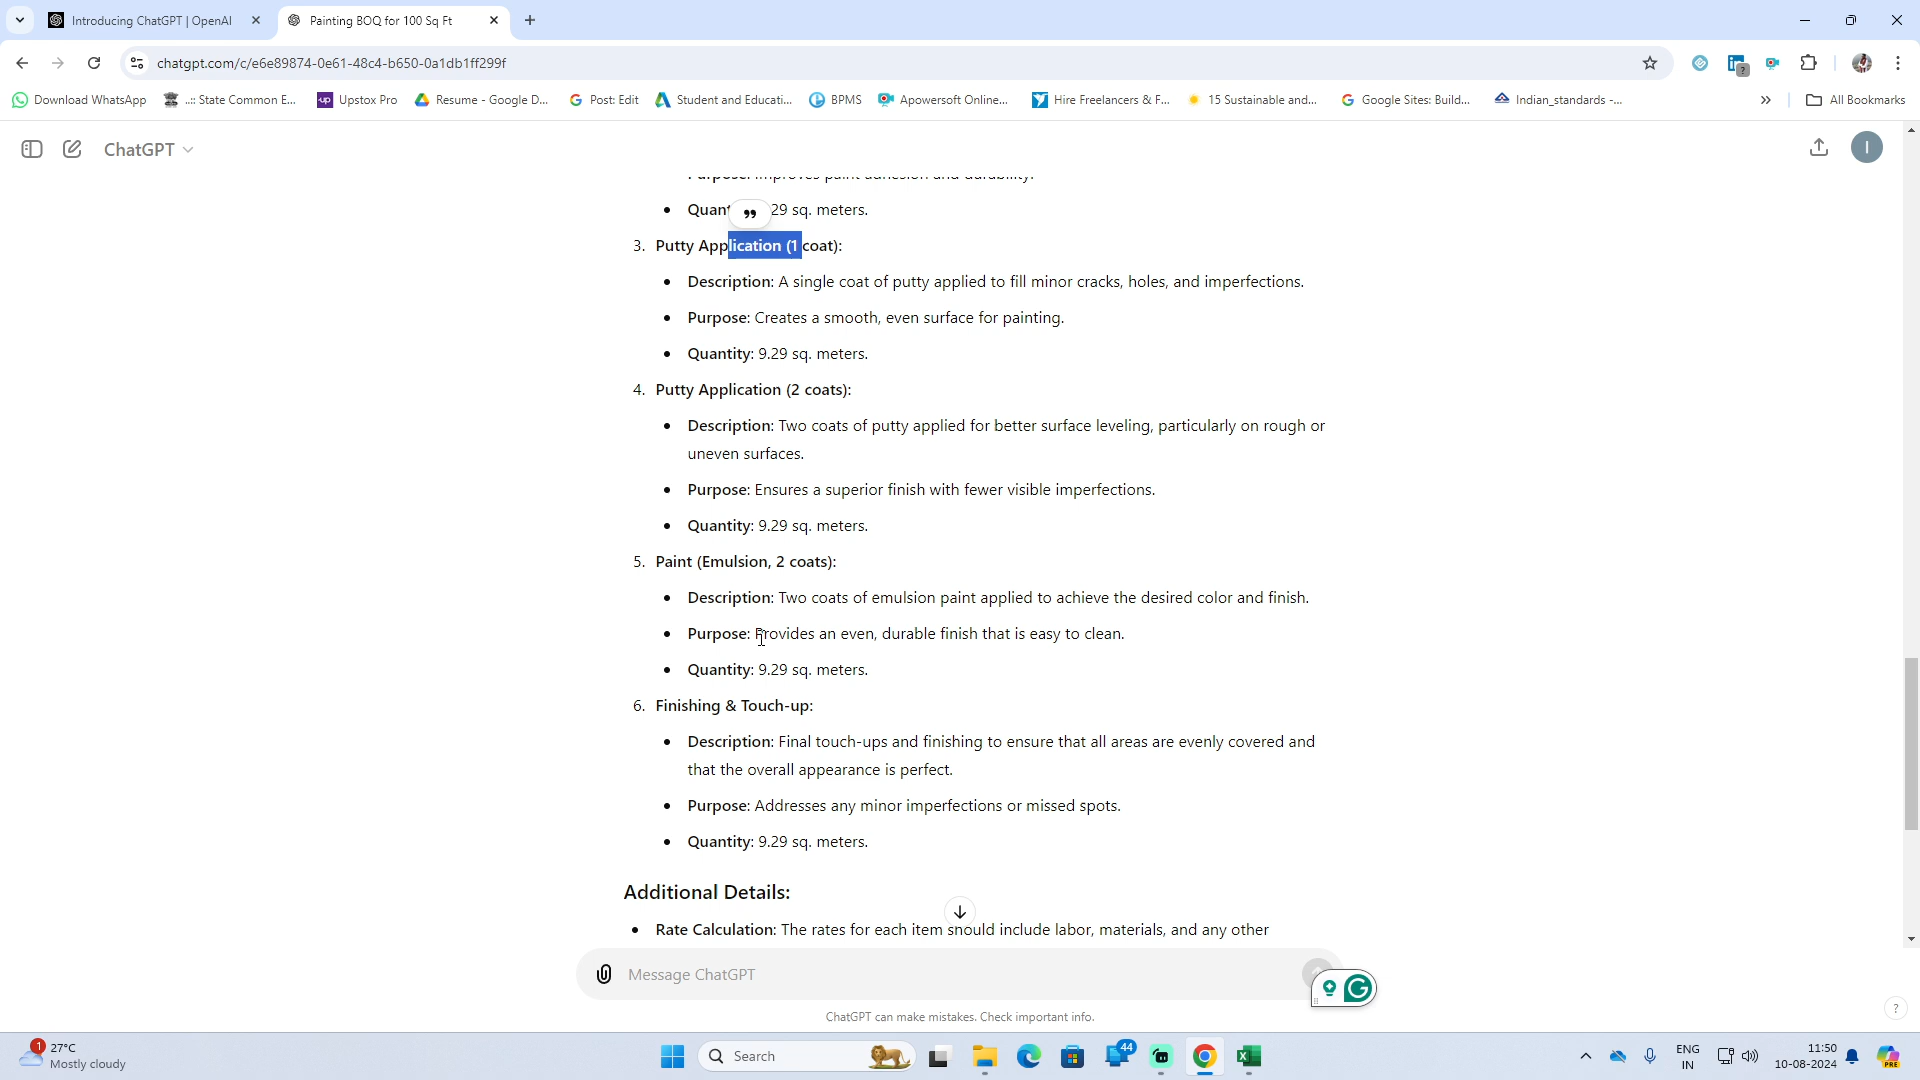 Introducing ChatGPT | OpenAI
Painting BOQ for 100 Sq Ft
chatgpt.com/c/e6e89874-0e61-48c4-b650-0a1db1ff299f
Download WhatsApp
..:: State Common E...
up Upstox Pro
Resume - Google D...
Post: Edit
Student and Educati...
BPMS
Apowersoft Online...
Hire Freelancers & F...
15 Sustainable and...
Google Sites: Build...
Indian_standards -...
All Bookmarks
ChatGPT
I
Purpose: Improves paint adhesion and durability.
Quant 29 sq. meters.
3. Putty Application (1 coat):
Description: A single coat of putty applied to fill minor cracks, holes, and imperfections.
Purpose: Creates a smooth, even surface for painting.
Quantity: 9.29 sq. meters.
4. Putty Application (2 coats):
Description: Two coats of putty applied for better surface leveling, particularly on rough or
uneven surfaces.
Purpose: Ensures a superior finish with fewer visible imperfections.
Quantity: 9.29 sq. meters.
5. Paint (Emulsion, 2 coats):
Description: Two coats of emulsion paint applied to achieve the desired color and finish.
Purpose: Provides an even, durable finish that is easy to clean.
Quantity: 9.29 sq. meters.
6. Finishing & Touch-up:
Description: Final touch-ups and finishing to ensure that all areas are evenly covered and
that the overall appearance is perfect.
Purpose: Addresses any minor imperfections or missed spots.
Quantity: 9.29 sq. meters.
Additional Details:
Rate Calculation: The rates for each item should include labor, materials, and any other
Message ChatGPT
ChatGPT can make mistakes. Check important info.
?
1
27°C
Mostly cloudy
Search
44
ENG
IN
11:50
10-08-2024
PRE